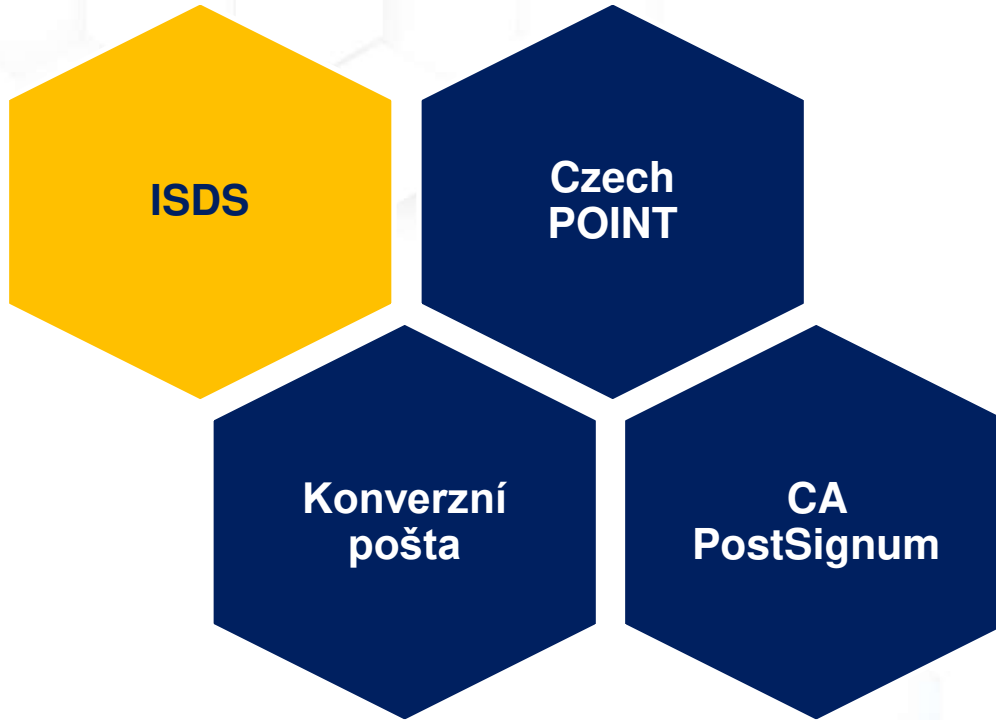 ISDS
Czech
POINT
Konverzní
pošta
CA
PostSignum